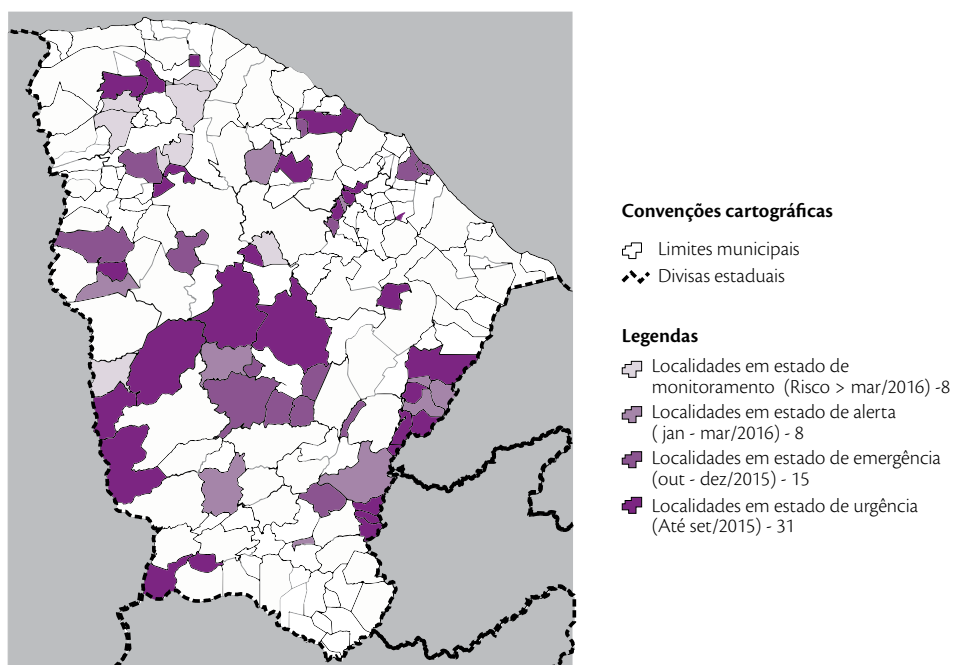 Convenções cartográficas
Limites municipais
Divisas estaduais
Legendas
Localidades em estado de
monitoramento (Risco > mar/2016) -8
Localidades em estado de alerta
( jan - mar/2016) - 8
Localidades em estado de emergência
(out - dez/2015) - 15
Localidades em estado de urgência
(Até set/2015) - 31